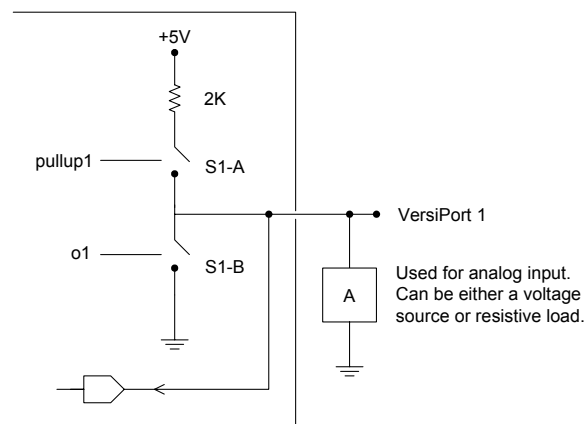 +5V
2K
pullup1
S1-A
VersiPort 1
o1
S1-B
A
Used for analog input.
Can be either a voltage
source or resistive load.